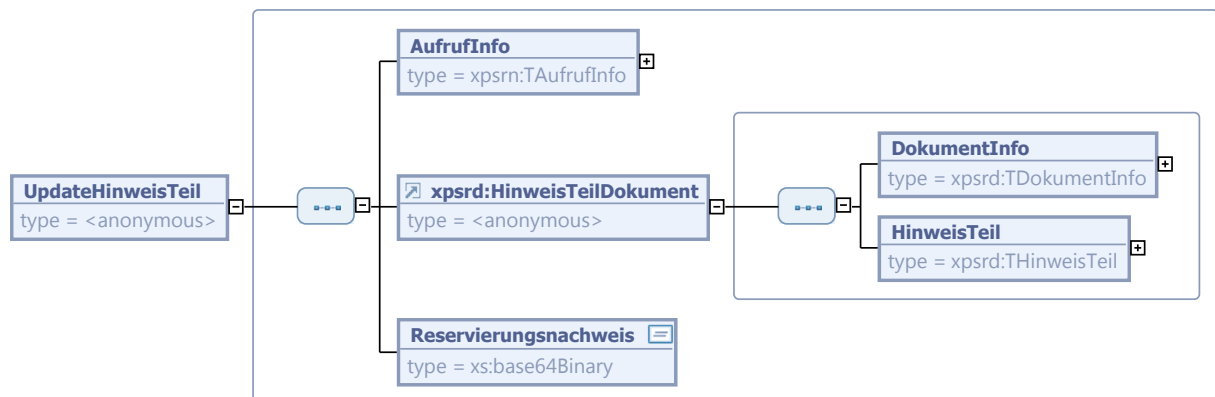 AufrufInfo
type = xpsrn:TAufrufInfo
UpdateHinweisTeil
type = <anonymous>
xpsrd:HinweisTeilDokument
type = <anonymous>
DokumentInfo
type = xpsrd:TDokumentInfo
HinweisTeil
type = xpsrd:THinweisTeil
Reservierungsnachweis
type = xs:base64Binary